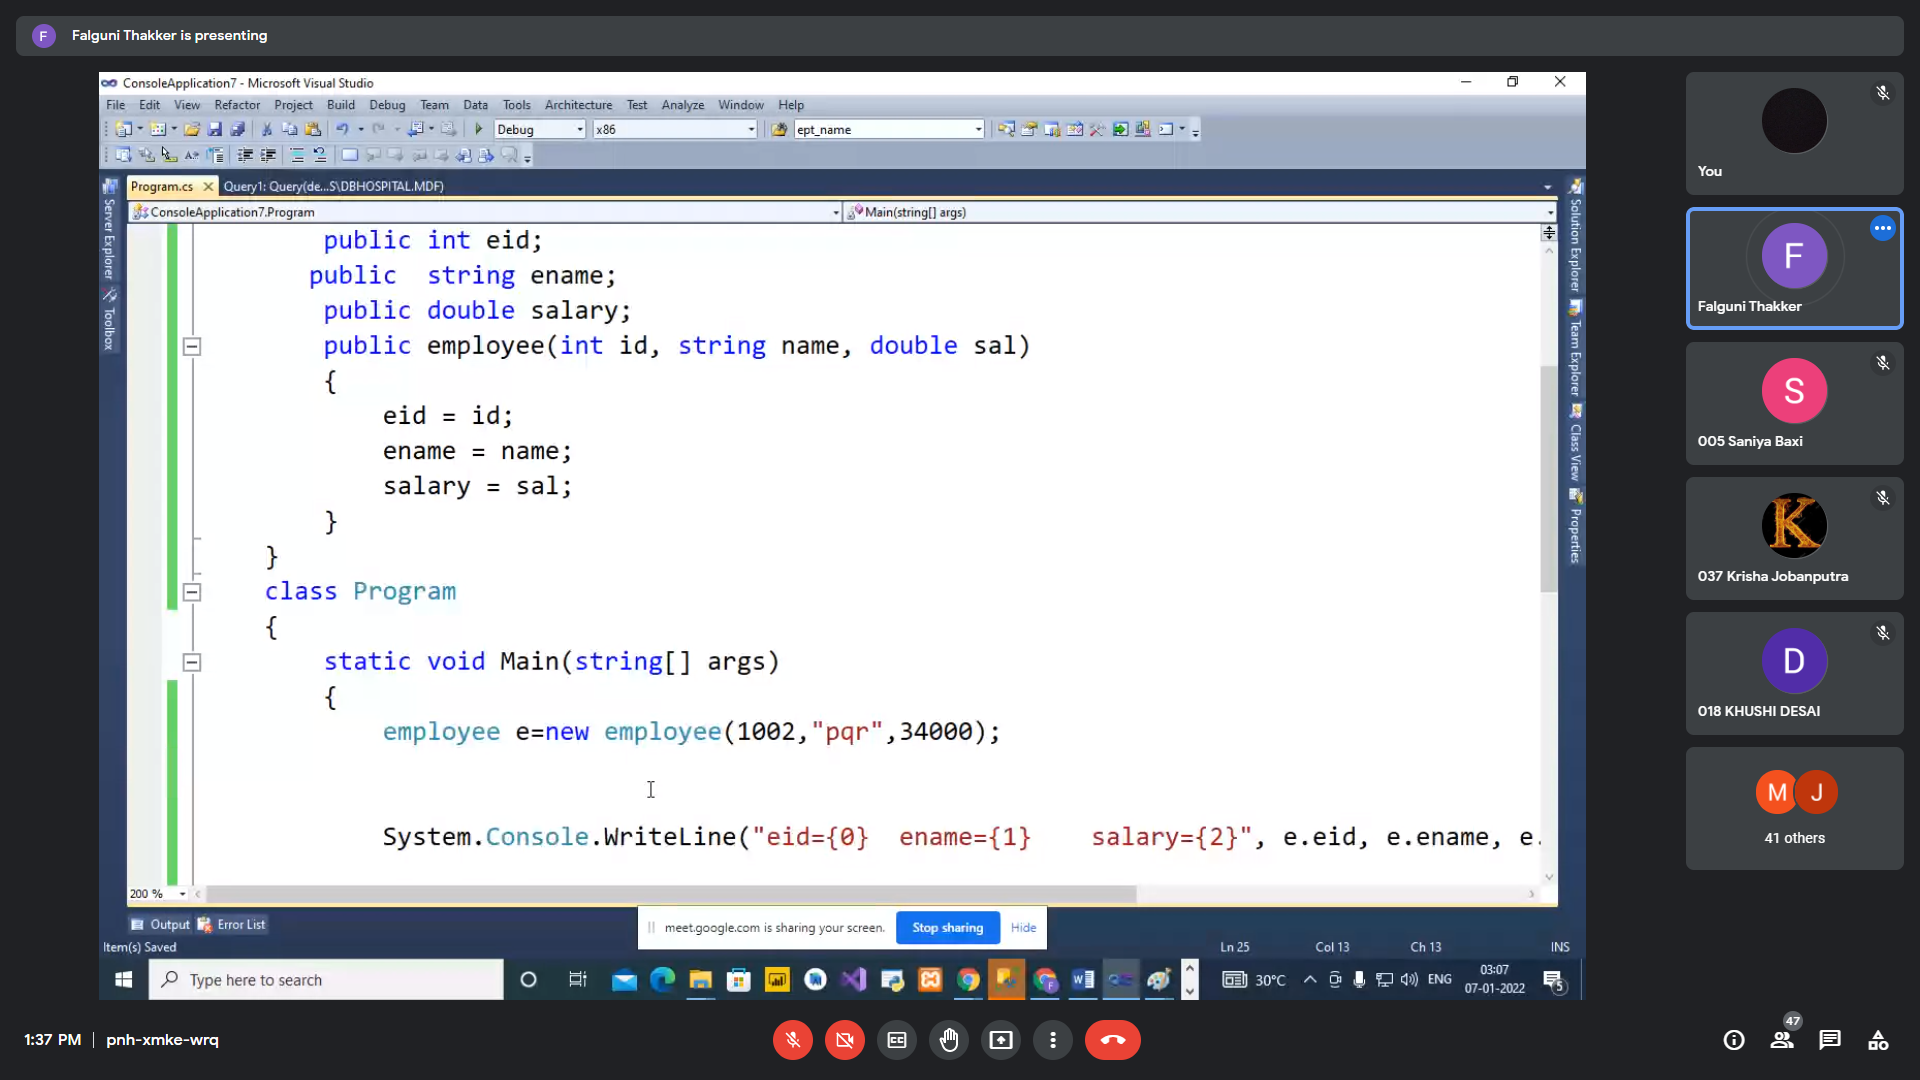 F Falguni Thakker is presenting
ConsoleApplication7 - Microsoft Visual Studio
File Edit View Refactor Project Build Debug Team Data Tools Architecture Test Analyze Window Help
Debug x86 ept_name
Program.cs Query1: Query(de...S\DBHOSPITAL.MDF)
ConsoleApplication7.Program Main(string[] args)
Server Explorer
Toolbox
public int eid;
public string ename;
public double salary;
public employee(int id, string name, double sal)
{
eid = id;
ename = name;
salary = sal;
}
}
class Program
{
static void Main(string[] args)
{
employee e=new employee(1002,"pqr",34000);
System.Console.WriteLine("eid={0} ename={1} salary={2}", e.eid, e.ename, e.
200 %
Solution Explorer
Team Explorer
Class View
Properties
Output Error List
meet.google.com is sharing your screen. Stop sharing Hide
Item(s) Saved Ln 25 Col 13 Ch 13 INS
Type here to search 30°C ENG 03:07
07-01-2022 5
You
F
Falguni Thakker
S
005 Saniya Baxi
K
037 Krisha Jobanputra
D
018 KHUSHI DESAI
M J
41 others
1:37 PM | pnh-xmke-wrq
47